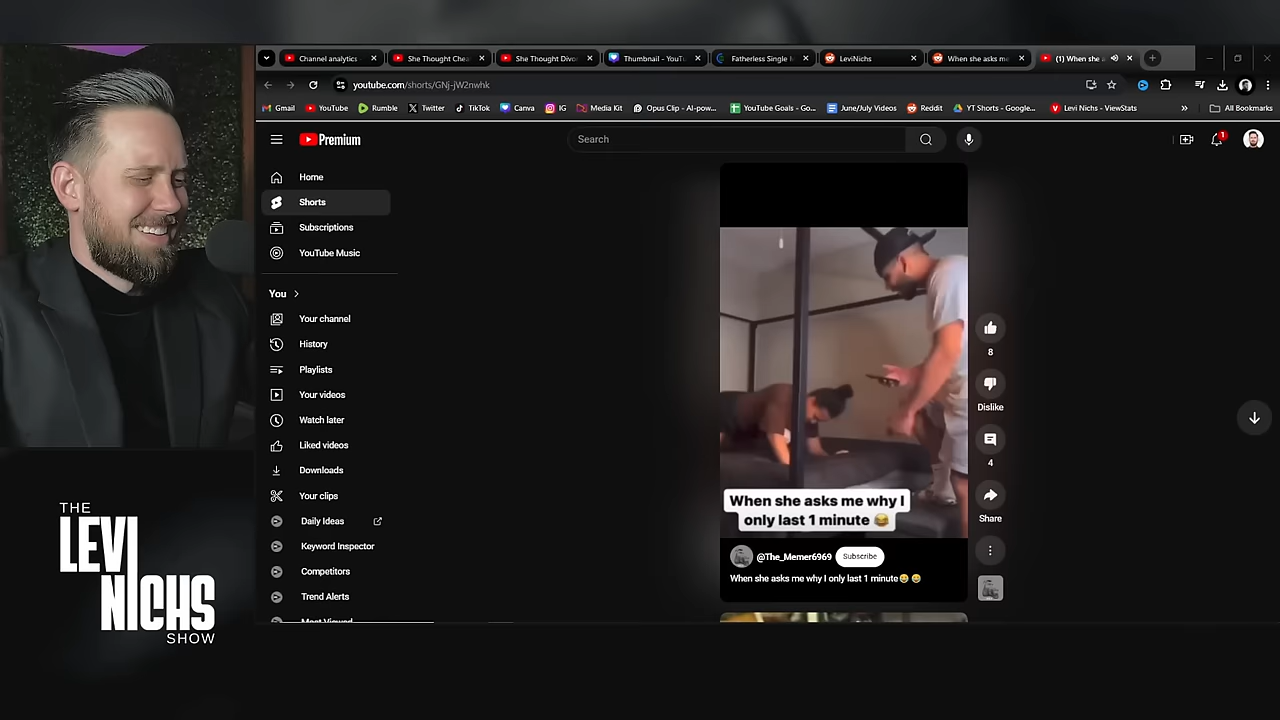 Channel analytics
She Thought Chea
She Thought Divo
Thumbnail - YouTu
Fatherless Single M
LeviNichs
When she asks me
(1) When she a
youtube.com/shorts/GNj-jW2nwhk
Gmail
YouTube
Rumble
Twitter
TikTok
Canva
IG
Media Kit
Opus Clip - AI-pow...
YouTube Goals - Go...
June/July Videos
Reddit
YT Shorts - Google...
Levi Nichs - ViewStats
»
All Bookmarks
Premium
Search
1
Home
Shorts
Subscriptions
YouTube Music
You >
Your channel
History
Playlists
Your videos
Watch later
Liked videos
Downloads
Your clips
Daily Ideas
Keyword Inspector
Competitors
Trend Alerts
Most Viewed
When she asks me why I
only last 1 minute 😂
@The_Memer6969
Subscribe
When she asks me why I only last 1 minute😂 😂
8
Dislike
4
Share
THE
LEVI
NICHS
SHOW